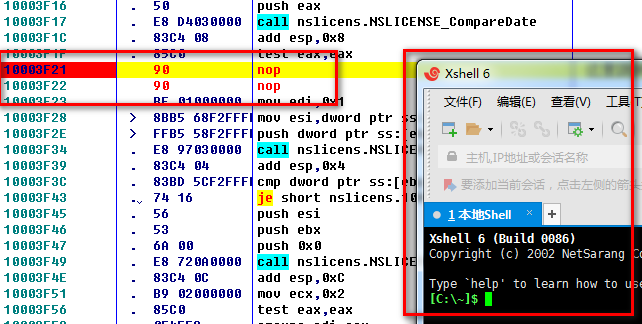 10003F16 . 50 push eax
10003F17 . E8 D4030000 call nslicens.NSLICENSE_CompareDate
10003F1C . 83C4 08 add esp,0x8
10003F1F . 85C0 test eax,eax
10003F21 90 nop
10003F22 90 nop
BF 01000000 mov edi,0x1
10003F28 > 8BB5 68F2FFFF mov esi,dword ptr ss
10003F2E > FFB5 58F2FFFF push dword ptr ss:[e
10003F34 . E8 97030000 call nslicens.NSLICENSE_
10003F39 . 83C4 04 add esp,0x4
10003F3C . 83BD 5CF2FFFF cmp dword ptr ss:[eb
10003F43 . 74 16 je short nslicens.10
10003F45 . 56 push esi
10003F46 . 53 push ebx
10003F47 . 6A 00 push 0x0
10003F49 . E8 720A0000 call nslicens.NSLICENSE_
10003F4E . 83C4 0C add esp,0xC
10003F51 . B9 02000000 mov ecx,0x2
10003F56 . 85C0 test eax,eax
Xshell 6
文件(F) 编辑(E) 查看(V) 工具
主机,IP地址或会话名称
要添加当前会话，点击左侧的箭头
1 本地Shell × +
Xshell 6 (Build 0086)
Copyright (c) 2002 NetSarang Co
Type `help' to learn how to use
[C:\~]$